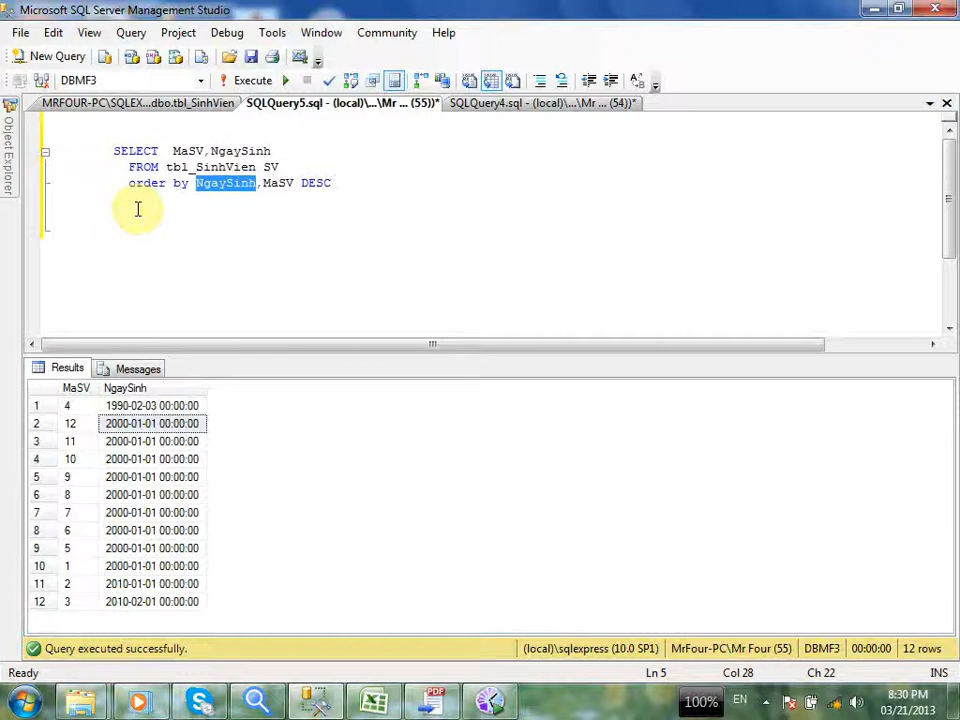 Microsoft SQL Server Management Studio
File Edit View Query Project Debug Tools Window Community Help
New Query
DBMF3 Execute
MRFOUR-PC\SQLEX...dbo.tbl_SinhVien SQLQuery5.sql - (local)\...\Mr ... (55))* SQLQuery4.sql - (local)\...\Mr ... (54))*
Object Explorer
SELECT MaSV,NgaySinh
FROM tbl_SinhVien SV
order by NgaySinh,MaSV DESC
Results Messages
MaSV NgaySinh
1 4 1990-02-03 00:00:00
2 12 2000-01-01 00:00:00
3 11 2000-01-01 00:00:00
4 10 2000-01-01 00:00:00
5 9 2000-01-01 00:00:00
6 8 2000-01-01 00:00:00
7 7 2000-01-01 00:00:00
8 6 2000-01-01 00:00:00
9 5 2000-01-01 00:00:00
10 1 2000-01-01 00:00:00
11 2 2010-01-01 00:00:00
12 3 2010-02-01 00:00:00
Query executed successfully. (local)\sqlexpress (10.0 SP1) MrFour-PC\Mr Four (55) DBMF3 00:00:00 12 rows
Ready Ln 5 Col 28 Ch 22 INS
PDF 100% EN 8:30 PM
03/21/2013